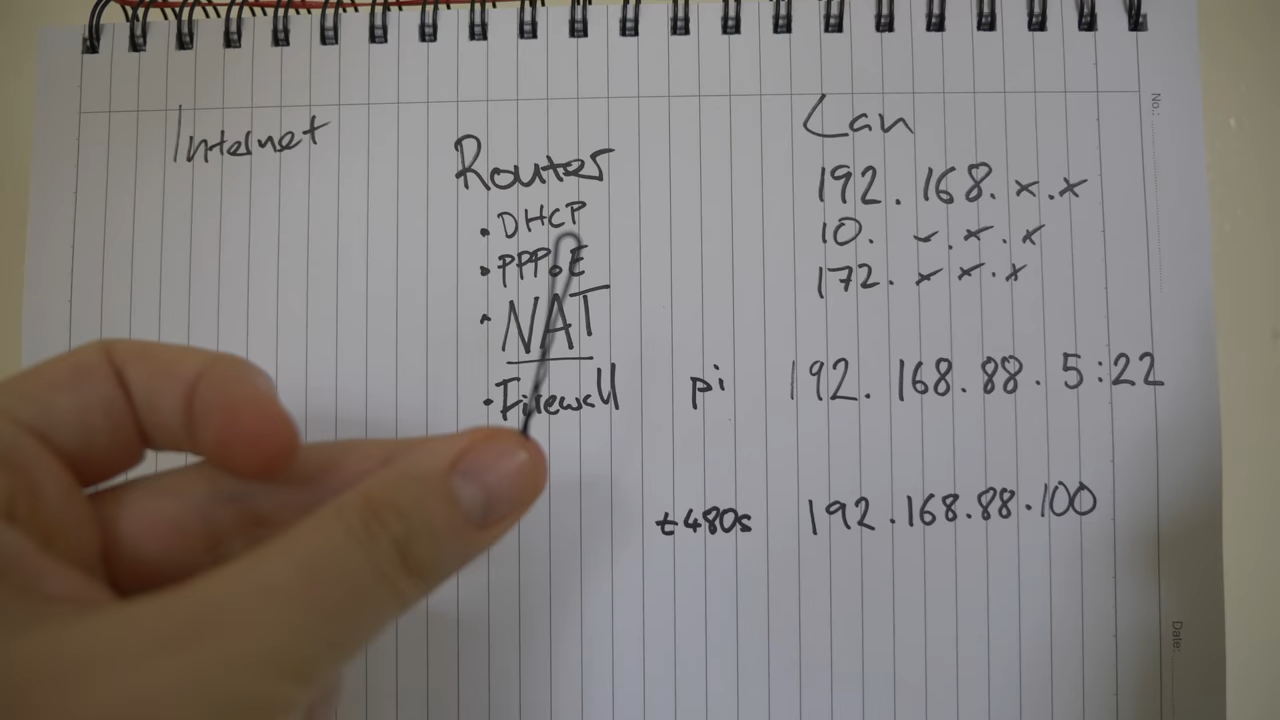 Internet
Router
• DHCP
• PPPoE
• NAT
• Firewall
Lan
192.168.x.x
10. x.x.x
172. x x.x
pi 192.168.88.5:22
t480s 192.168.88.100
No.:
Date: